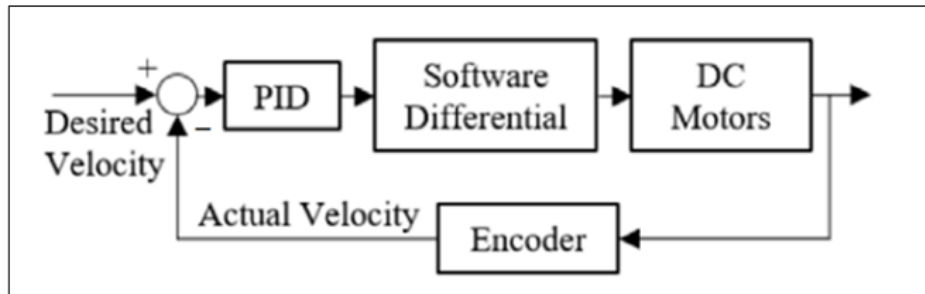 +
PID
Software
Differential
DC
Motors
Desired
Velocity
−
Actual Velocity
Encoder